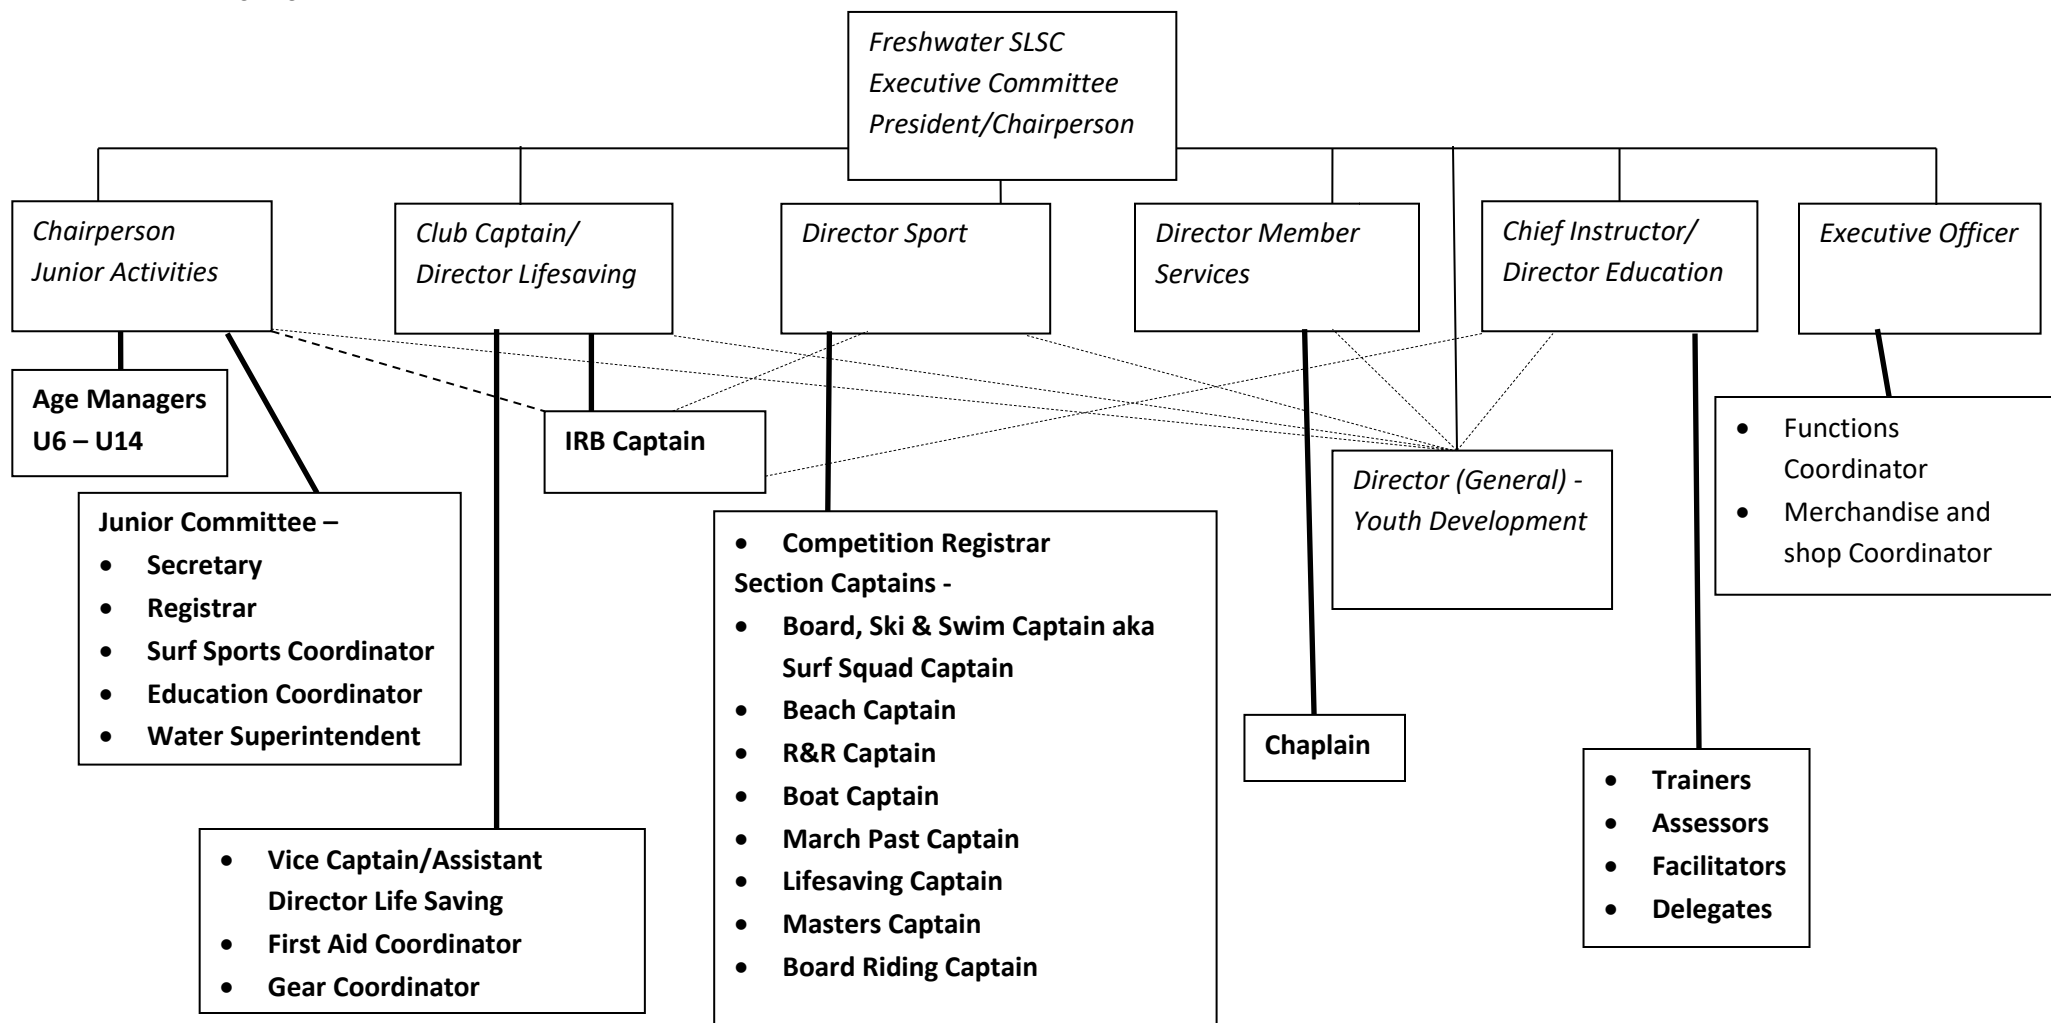 Freshwater SLSC
Executive Committee
President/Chairperson
Chairperson
Junior Activities
Club Captain/
Director Lifesaving
Director Sport
Director Member
Services
Chief Instructor/
Director Education
Executive Officer
Age Managers
U6 – U14
IRB Captain
Director (General) -
Youth Development
• Functions
Coordinator
• Merchandise and
shop Coordinator
Junior Committee –
• Secretary
• Registrar
• Surf Sports Coordinator
• Education Coordinator
• Water Superintendent
• Competition Registrar
Section Captains -
• Board, Ski & Swim Captain aka
Surf Squad Captain
• Beach Captain
• R&R Captain
• Boat Captain
• March Past Captain
• Lifesaving Captain
• Masters Captain
• Board Riding Captain
Chaplain
• Trainers
• Assessors
• Facilitators
• Delegates
• Vice Captain/Assistant
Director Life Saving
• First Aid Coordinator
• Gear Coordinator